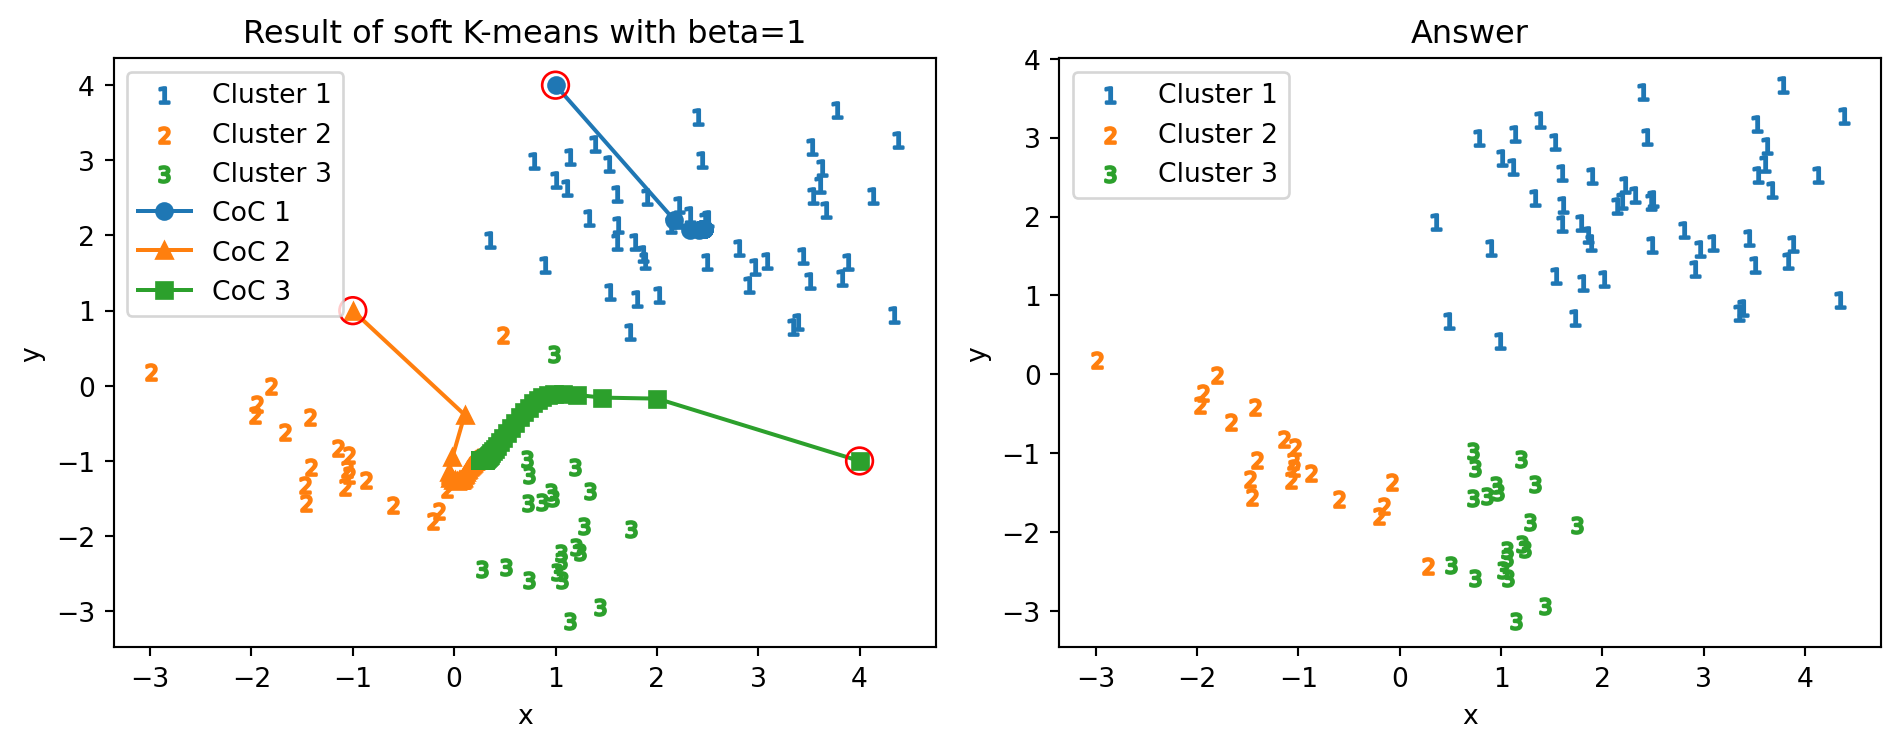 Result of soft K-means with beta=1
Cluster 1
Cluster 2
Cluster 3
CoC 1
CoC 2
CoC 3
4
3
2
1
0
−1
−2
−3
y
−3 −2 −1 0 1 2 3 4
x
Answer
Cluster 1
Cluster 2
Cluster 3
4
3
2
1
0
−1
−2
−3
y
−3 −2 −1 0 1 2 3 4
x